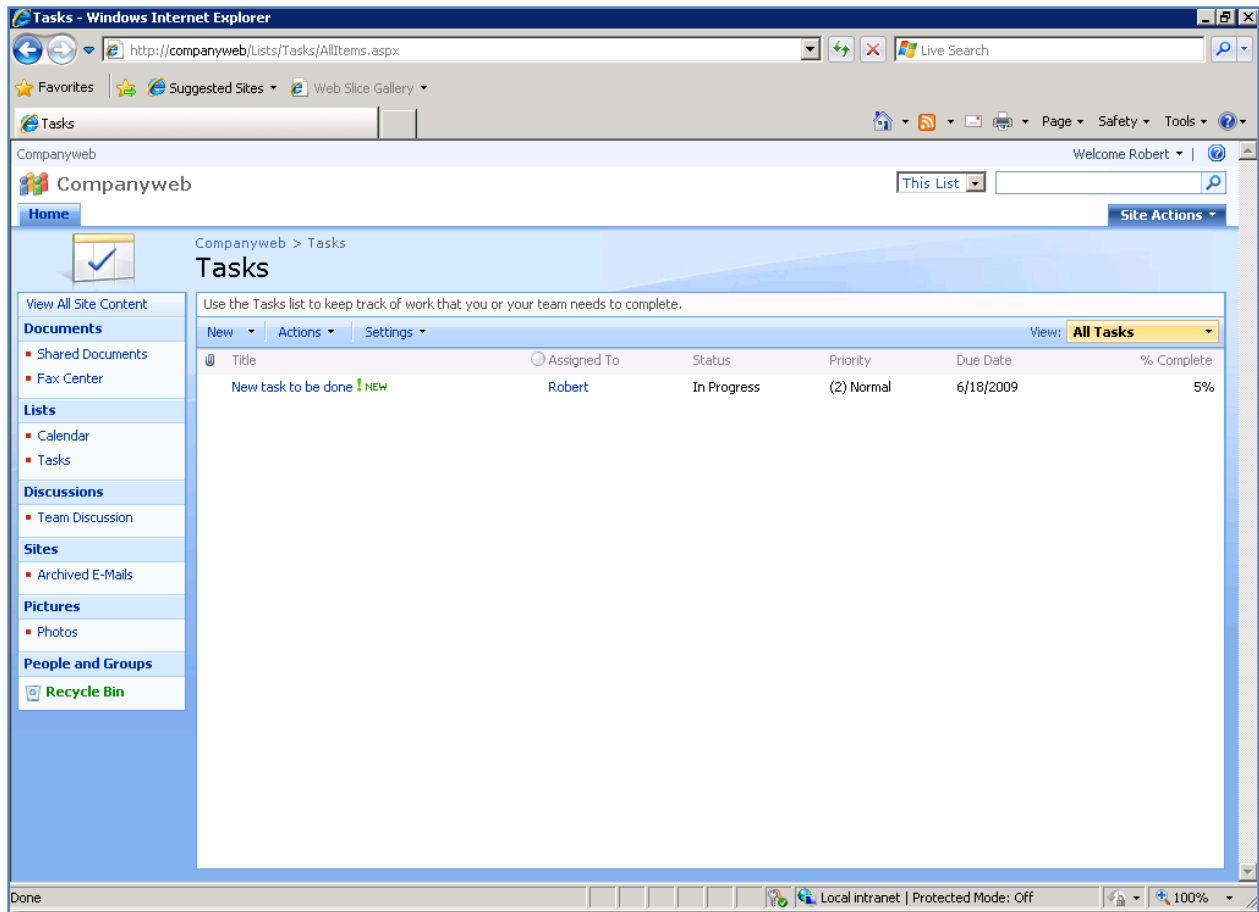 Tasks - Windows Internet Explorer
http://companyweb/Lists/Tasks/AllItems.aspx Live Search
Favorites Suggested Sites Web Slice Gallery
Tasks Page Safety Tools
Companyweb Welcome Robert |
Companyweb This List
Home Site Actions
Companyweb > Tasks
Tasks
View All Site Content
Documents
Shared Documents
Fax Center
Lists
Calendar
Tasks
Discussions
Team Discussion
Sites
Archived E-Mails
Pictures
Photos
People and Groups
Recycle Bin
Use the Tasks list to keep track of work that you or your team needs to complete.
New Actions Settings View: All Tasks
Title Assigned To Status Priority Due Date % Complete
New task to be done ! NEW Robert In Progress (2) Normal 6/18/2009 5%
Done Local intranet | Protected Mode: Off 100%